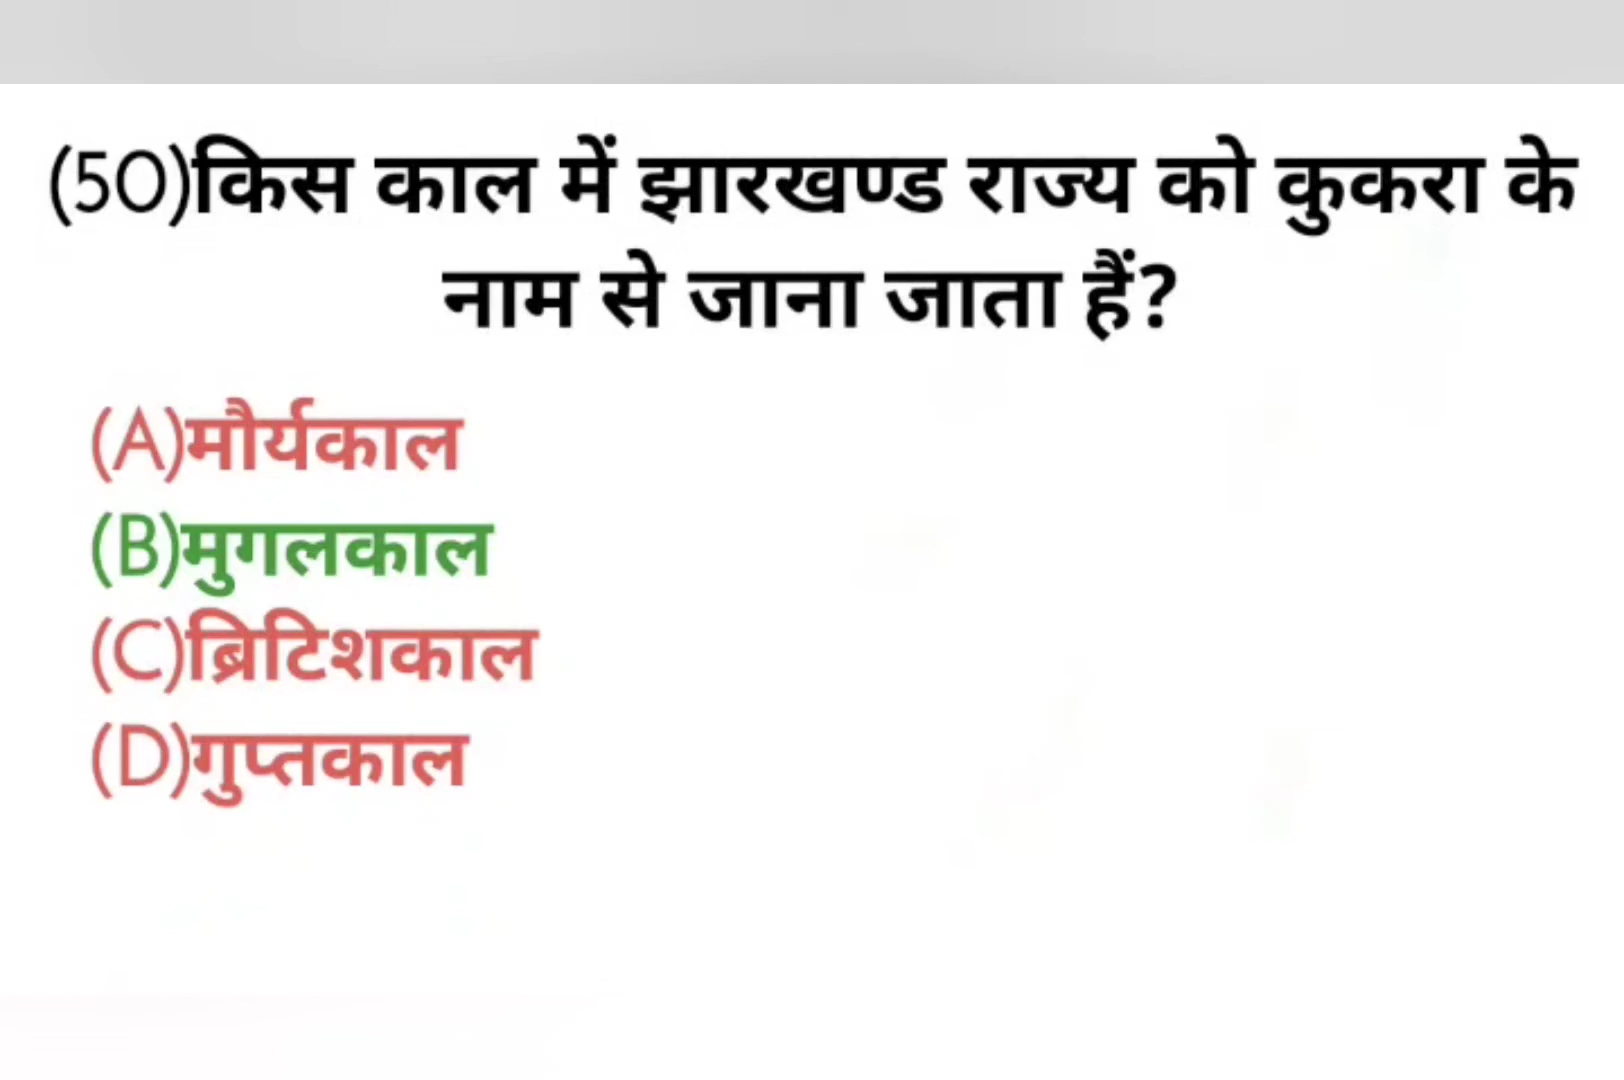 (50)किस काल में झारखण्ड राज्य को कुकरा के
नाम से जाना जाता हैं?
(A)मौर्यकाल
(B)मुगलकाल
(C)ब्रिटिशकाल
(D)गुप्तकाल